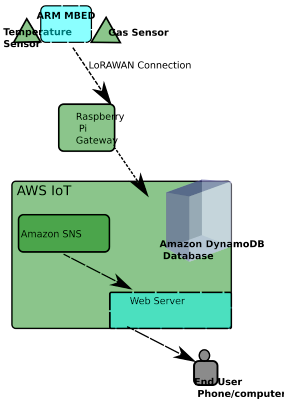 ARM MBED
Temperature
Sensor
Gas Sensor
LoRAWAN Connection
Raspberry
Pi
Gateway
AWS IoT
Amazon SNS
Amazon DynamoDB
Database
Web Server
End User
Phone/computer